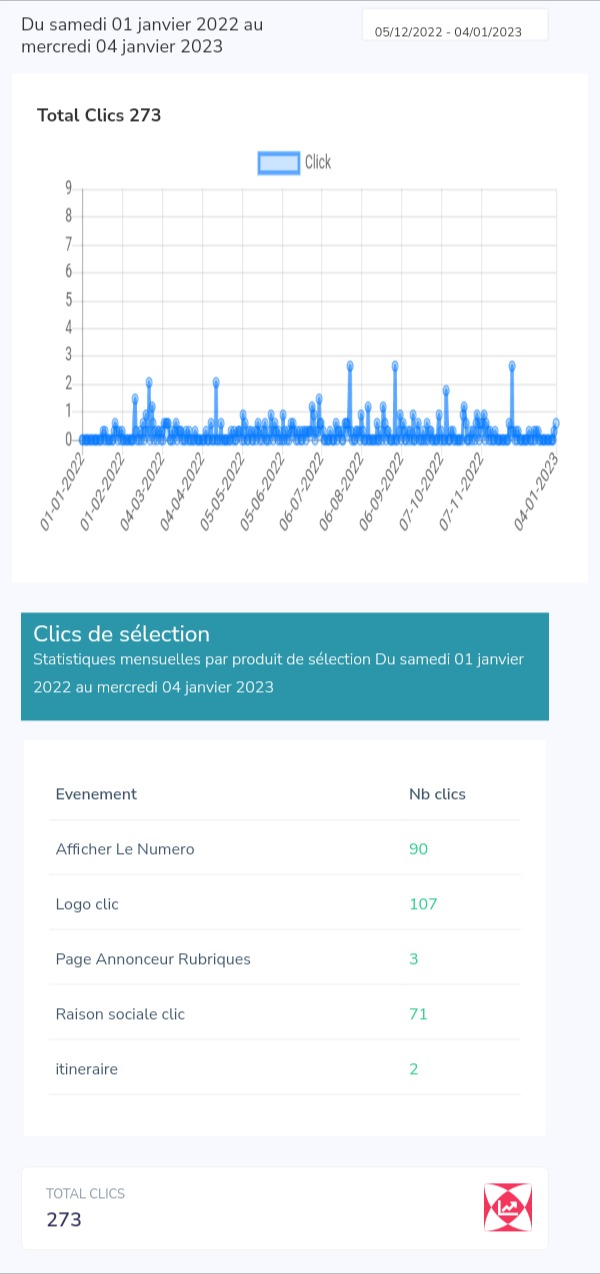 Du samedi 01 janvier 2022 au
mercredi 04 janvier 2023
05/12/2022 - 04/01/2023
Total Clics 273
Click
9
8
7
6
5
4
3
2
1
0
01-01-2022
01-02-2022
04-03-2022
04-04-2022
05-05-2022
05-06-2022
06-07-2022
06-08-2022
06-09-2022
07-10-2022
07-11-2022
04-01-2023
Clics de sélection
Statistiques mensuelles par produit de sélection Du samedi 01 janvier
2022 au mercredi 04 janvier 2023
Evenement Nb clics
Afficher Le Numero 90
Logo clic 107
Page Annonceur Rubriques 3
Raison sociale clic 71
itineraire 2
TOTAL CLICS
273